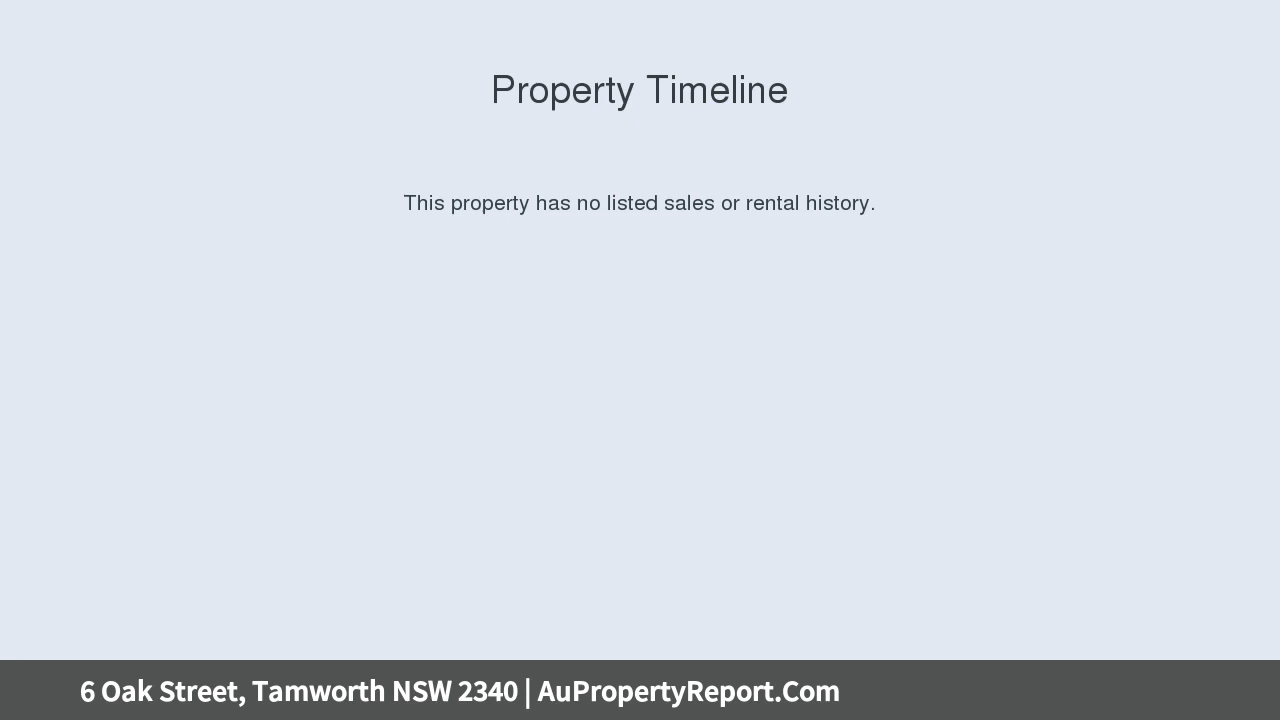 Property Timeline
This property has no listed sales or rental history.
6 Oak Street, Tamworth NSW 2340 | AuPropertyReport.Com